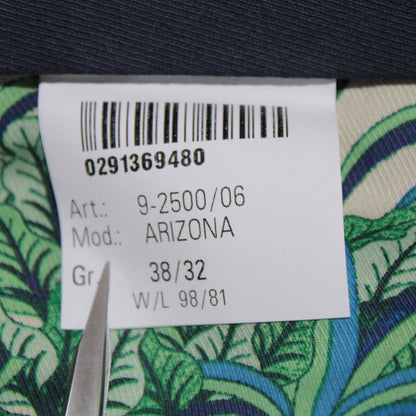 0291369480
Art.: 9-2500/06
Mod.: ARIZONA
Gr. 38/32
W/L 98/81